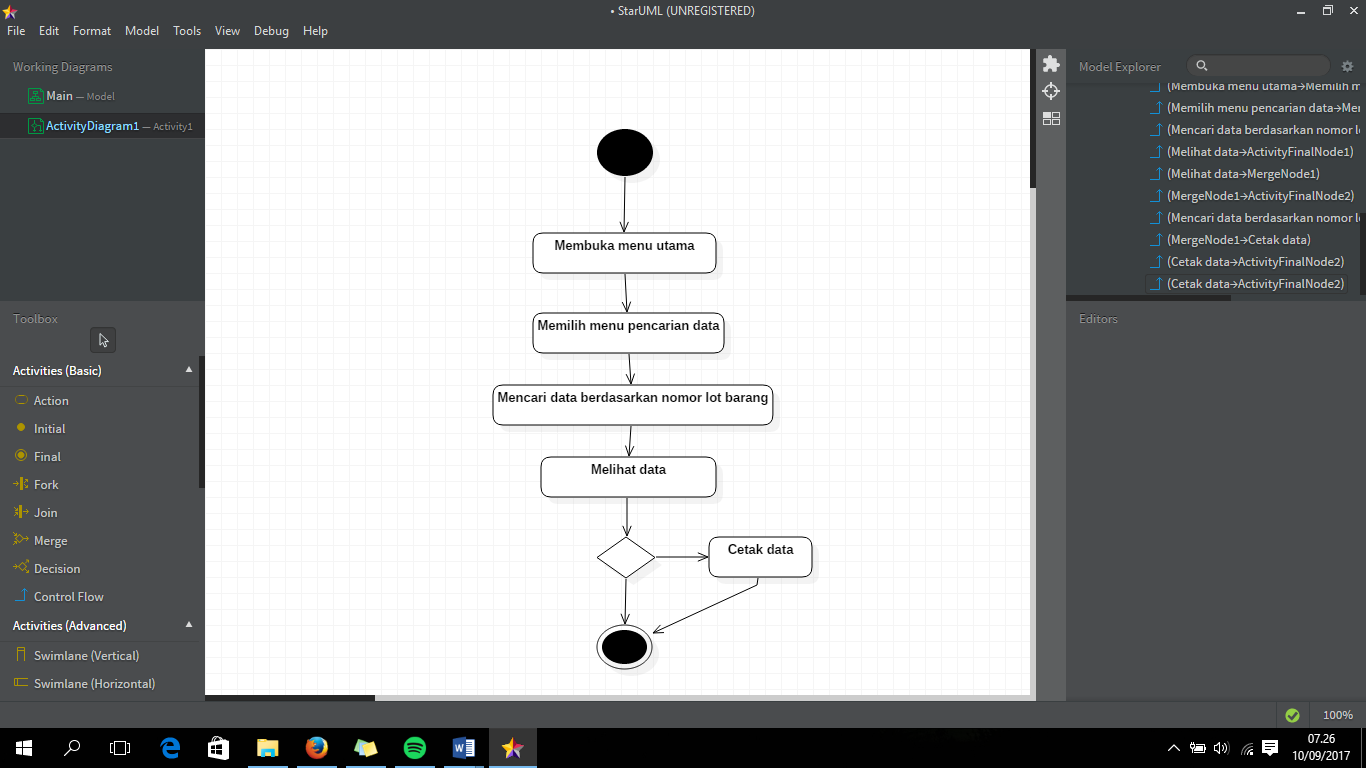 • StarUML (UNREGISTERED)
File Edit Format Model Tools View Debug Help
Working Diagrams
Main — Model
ActivityDiagram1 — Activity1
Toolbox
Activities (Basic)
Action
Initial
Final
Fork
Join
Merge
Decision
Control Flow
Activities (Advanced)
Swimlane (Vertical)
Swimlane (Horizontal)
Membuka menu utama
Memilih menu pencarian data
Mencari data berdasarkan nomor lot barang
Melihat data
Cetak data
Model Explorer
(Membuka menu utama→Memilih m
(Memilih menu pencarian data→Mer
(Mencari data berdasarkan nomor l
(Melihat data→ActivityFinalNode1)
(Melihat data→MergeNode1)
(MergeNode1→ActivityFinalNode2)
(Mencari data berdasarkan nomor l
(MergeNode1→Cetak data)
(Cetak data→ActivityFinalNode2)
(Cetak data→ActivityFinalNode2)
Editors
100%
07.26
10/09/2017